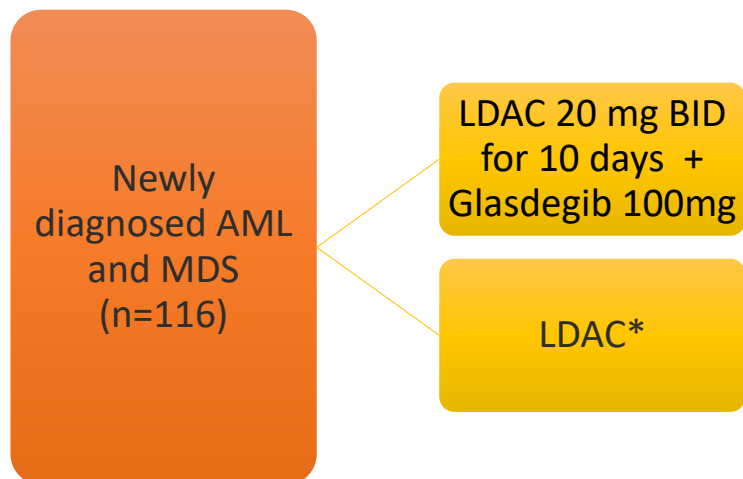 Newly
diagnosed AML
and MDS
(n=116)
LDAC 20 mg BID
for 10 days +
Glasdegib 100mg
LDAC*